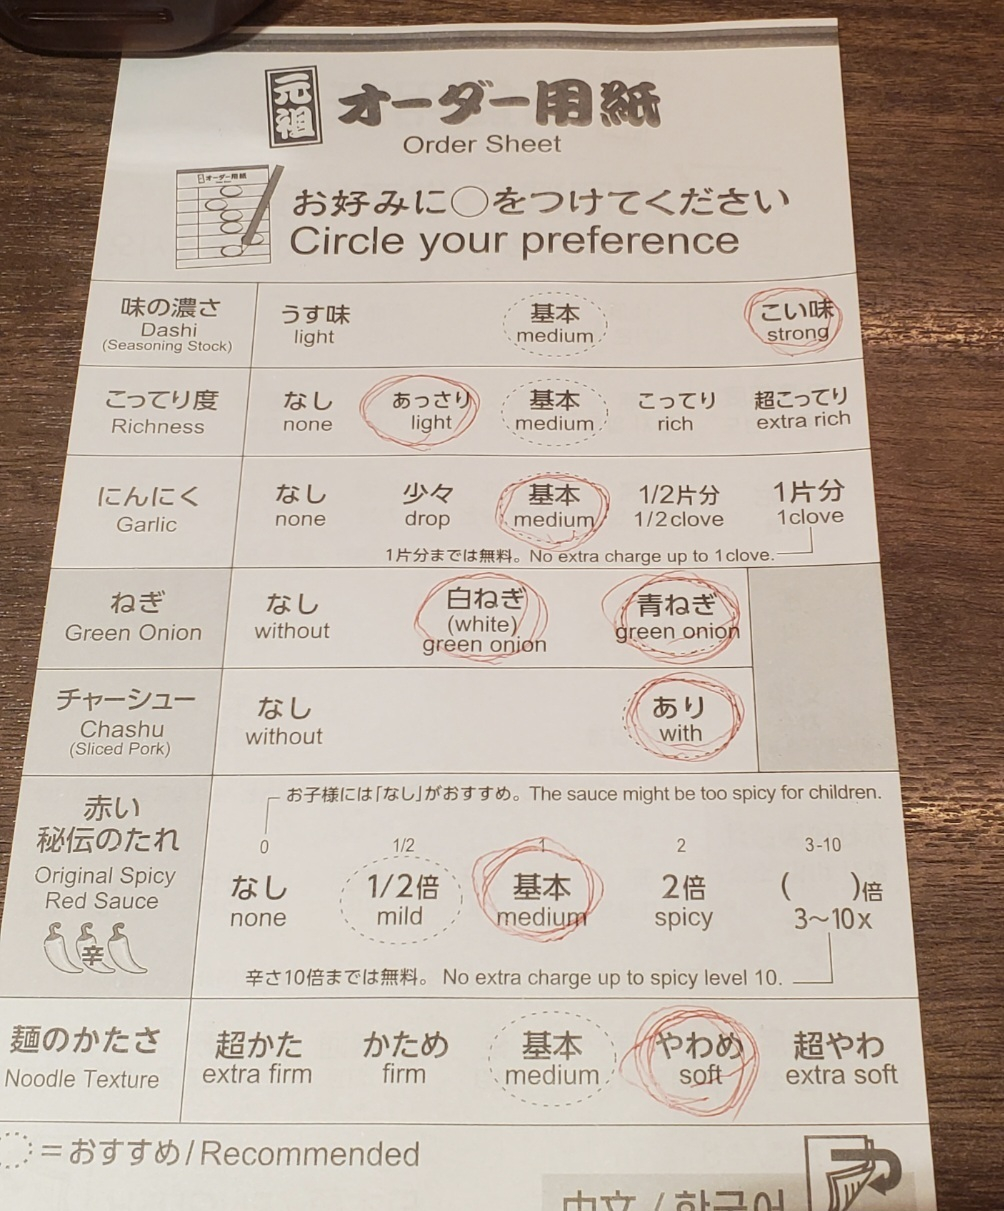 元祖 オーダー用紙
Order Sheet
オーダー用紙
お好みに○をつけてください
Circle your preference
味の濃さ うす味 基本 こい味
Dashi light medium strong
(Seasoning Stock)
こってり度 なし あっさり 基本 こってり 超こってり
Richness none light medium rich extra rich
にんにく なし 少々 基本 1/2片分 1片分
Garlic none drop medium 1/2clove 1clove
1片分までは無料。No extra charge up to 1clove.
ねぎ なし 白ねぎ 青ねぎ
Green Onion without (white) green onion
green onion
チャーシュー なし あり
Chashu without with
(Sliced Pork)
お子様には「なし」がおすすめ。The sauce might be too spicy for children.
赤い
秘伝のたれ
Original Spicy
Red Sauce
辛
0 1/2 1 2 3-10
なし 1/2倍 基本 2倍 ( )倍
none mild medium spicy 3～10x
辛さ10倍までは無料。No extra charge up to spicy level 10.
麺のかたさ 超かた かため 基本 やわめ 超やわ
Noodle Texture extra firm firm medium soft extra soft
=おすすめ/Recommended
中文/한국어